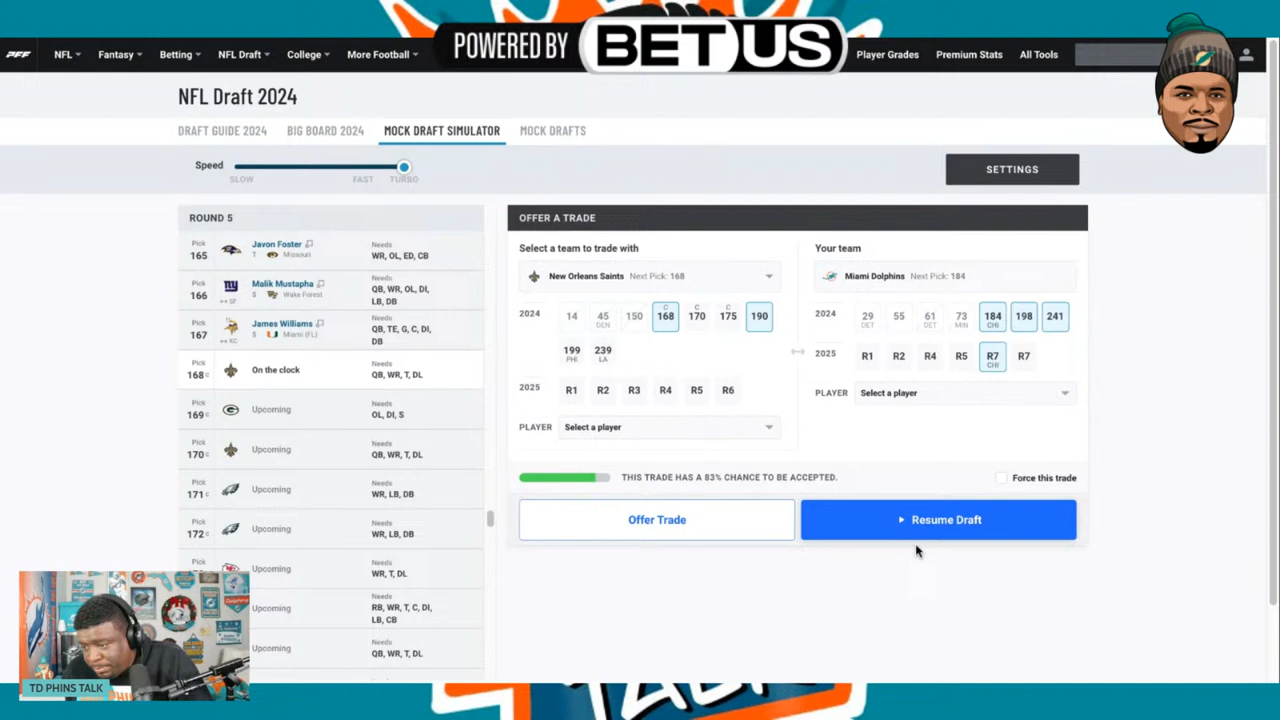 POWERED BY BETUS
PFF NFL Fantasy Betting NFL Draft College More Football Player Grades Premium Stats All Tools
NFL Draft 2024
DRAFT GUIDE 2024 BIG BOARD 2024 MOCK DRAFT SIMULATOR MOCK DRAFTS
Speed
SLOW FAST TURBO
SETTINGS
ROUND 5
Pick 165 Javon Foster Needs
T Missouri WR, OL, ED, CB
Pick 166 Malik Mustapha Needs
SF S Wake Forest QB, WR, OL, DI,
LB, DB
Pick 167 James Williams Needs
KC S Miami (FL) QB, TE, G, C, DI,
DB
Pick 168 C On the clock Needs
QB, WR, T, DL
Pick 169 C Upcoming Needs
OL, DI, S
Pick 170 C Upcoming Needs
QB, WR, T, DL
Pick 171 C Upcoming Needs
WR, LB, DB
Pick 172 C Upcoming Needs
WR, LB, DB
Upcoming Needs
WR, T, DL
Upcoming Needs
RB, WR, T, C, DI,
LB, CB
Upcoming Needs
QB, WR, T, DL
OFFER A TRADE
Select a team to trade with
New Orleans Saints Next Pick: 168
2024 14 45 DEN 150 C 168 C 170 C 175 190
199 PHI 239 LA
2025 R1 R2 R3 R4 R5 R6
PLAYER Select a player
Your team
Miami Dolphins Next Pick: 184
2024 29 DET 55 61 DET 73 MIN 184 CHI 198 241
2025 R1 R2 R4 R5 R7 CHI R7
PLAYER Select a player
THIS TRADE HAS A 83% CHANCE TO BE ACCEPTED.
Force this trade
Offer Trade
Resume Draft
TD PHINS TALK
TALK